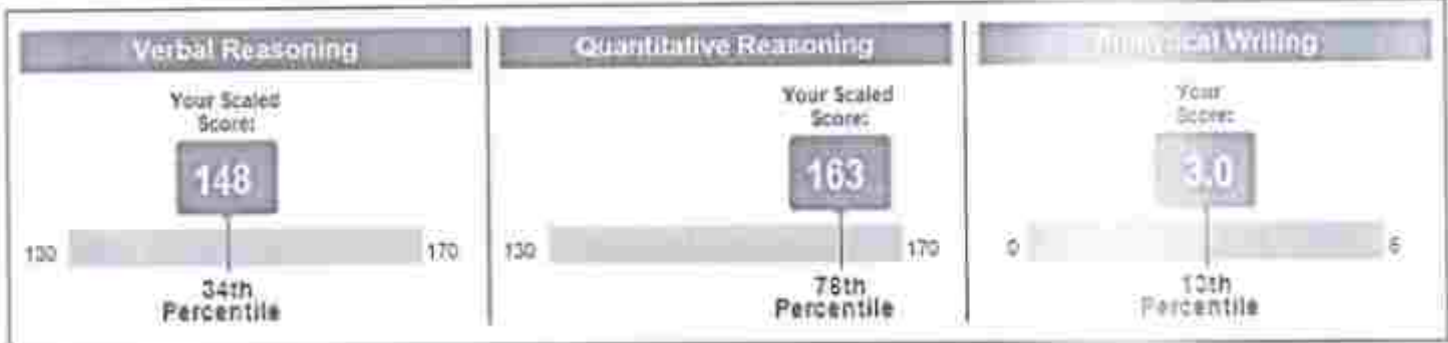 Verbal Reasoning
Your Scaled
Score:
148
130
170
34th
Percentile
Quantitative Reasoning
Your Scaled
Score:
163
130
170
78th
Percentile
Writing
Your
Score:
3.0
0
6
13th
Percentile